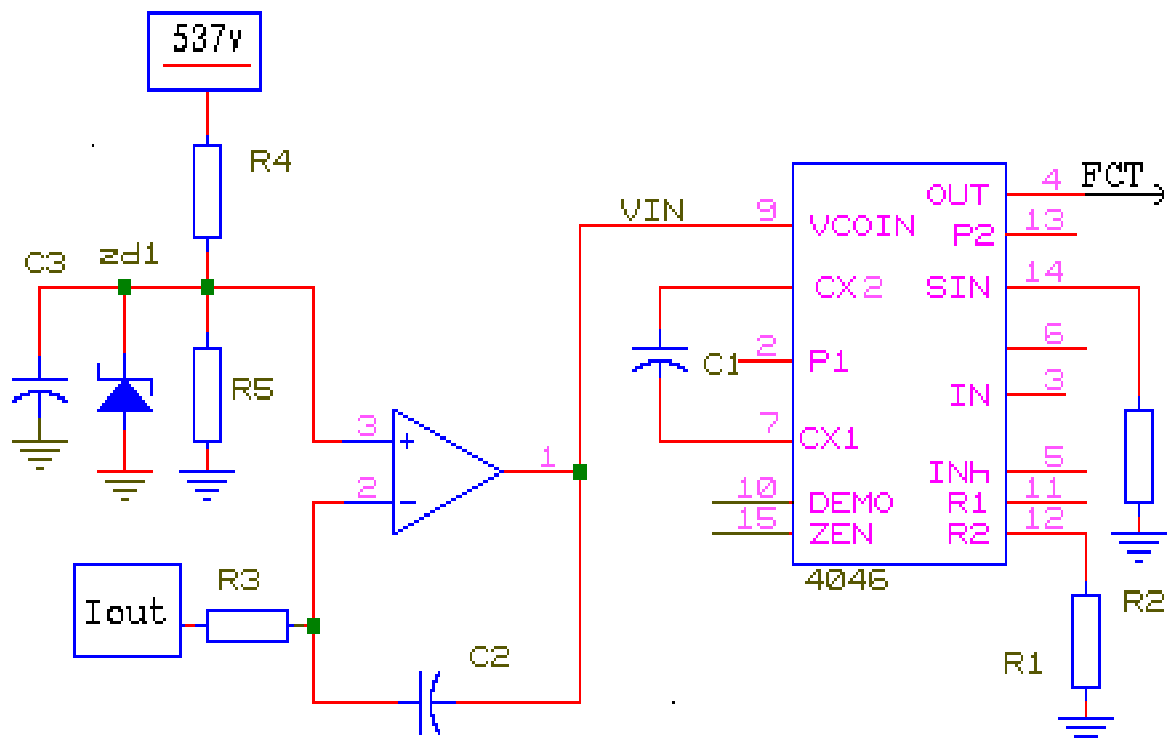 537v
R4
C3
zd1
R5
3
+
2
-
1
Iout
R3
C2
VIN
9
VCOIN
CX2
C1
2
P1
7
CX1
10
DEMO
15
ZEN
4046
OUT
4
FCT
P2
13
SIN
14
6
IN
3
INh
5
R1
11
R2
12
R2
R1